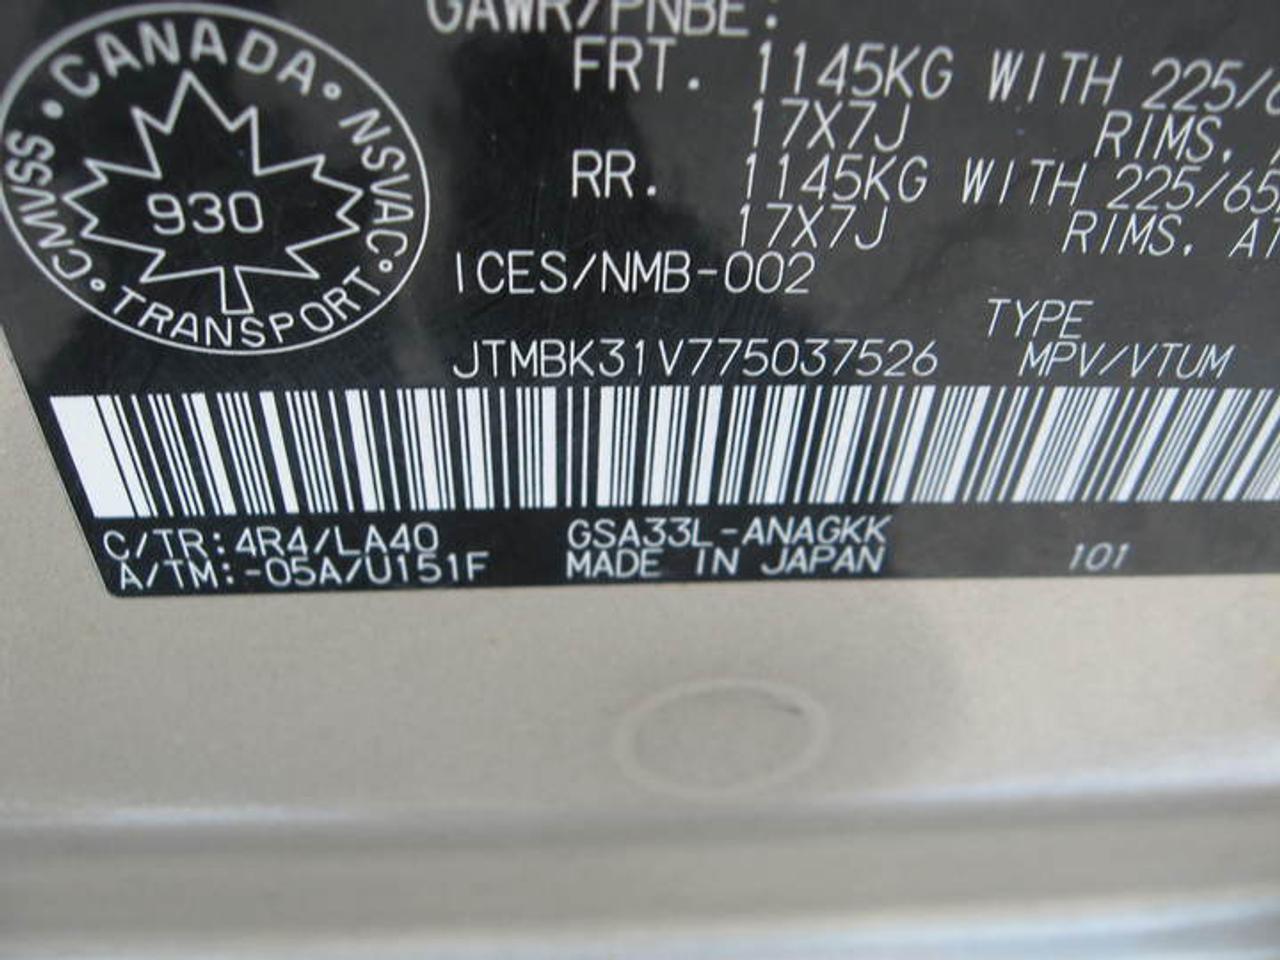 GAWR/PNBE:
FRT. 1145KG WITH 225/6
17X7J RIMS,
RR. 1145KG WITH 225/65
17X7J RIMS. AT
ICES/NMB-002
CANADA · NSVAC · TRANSPORT · CMVSS
930
TYPE
JTMBK31V775037526 MPV/VTUM
C/TR:4R4/LA40 GSA33L-ANAGKK
A/TM:-05A/U151F MADE IN JAPAN 101